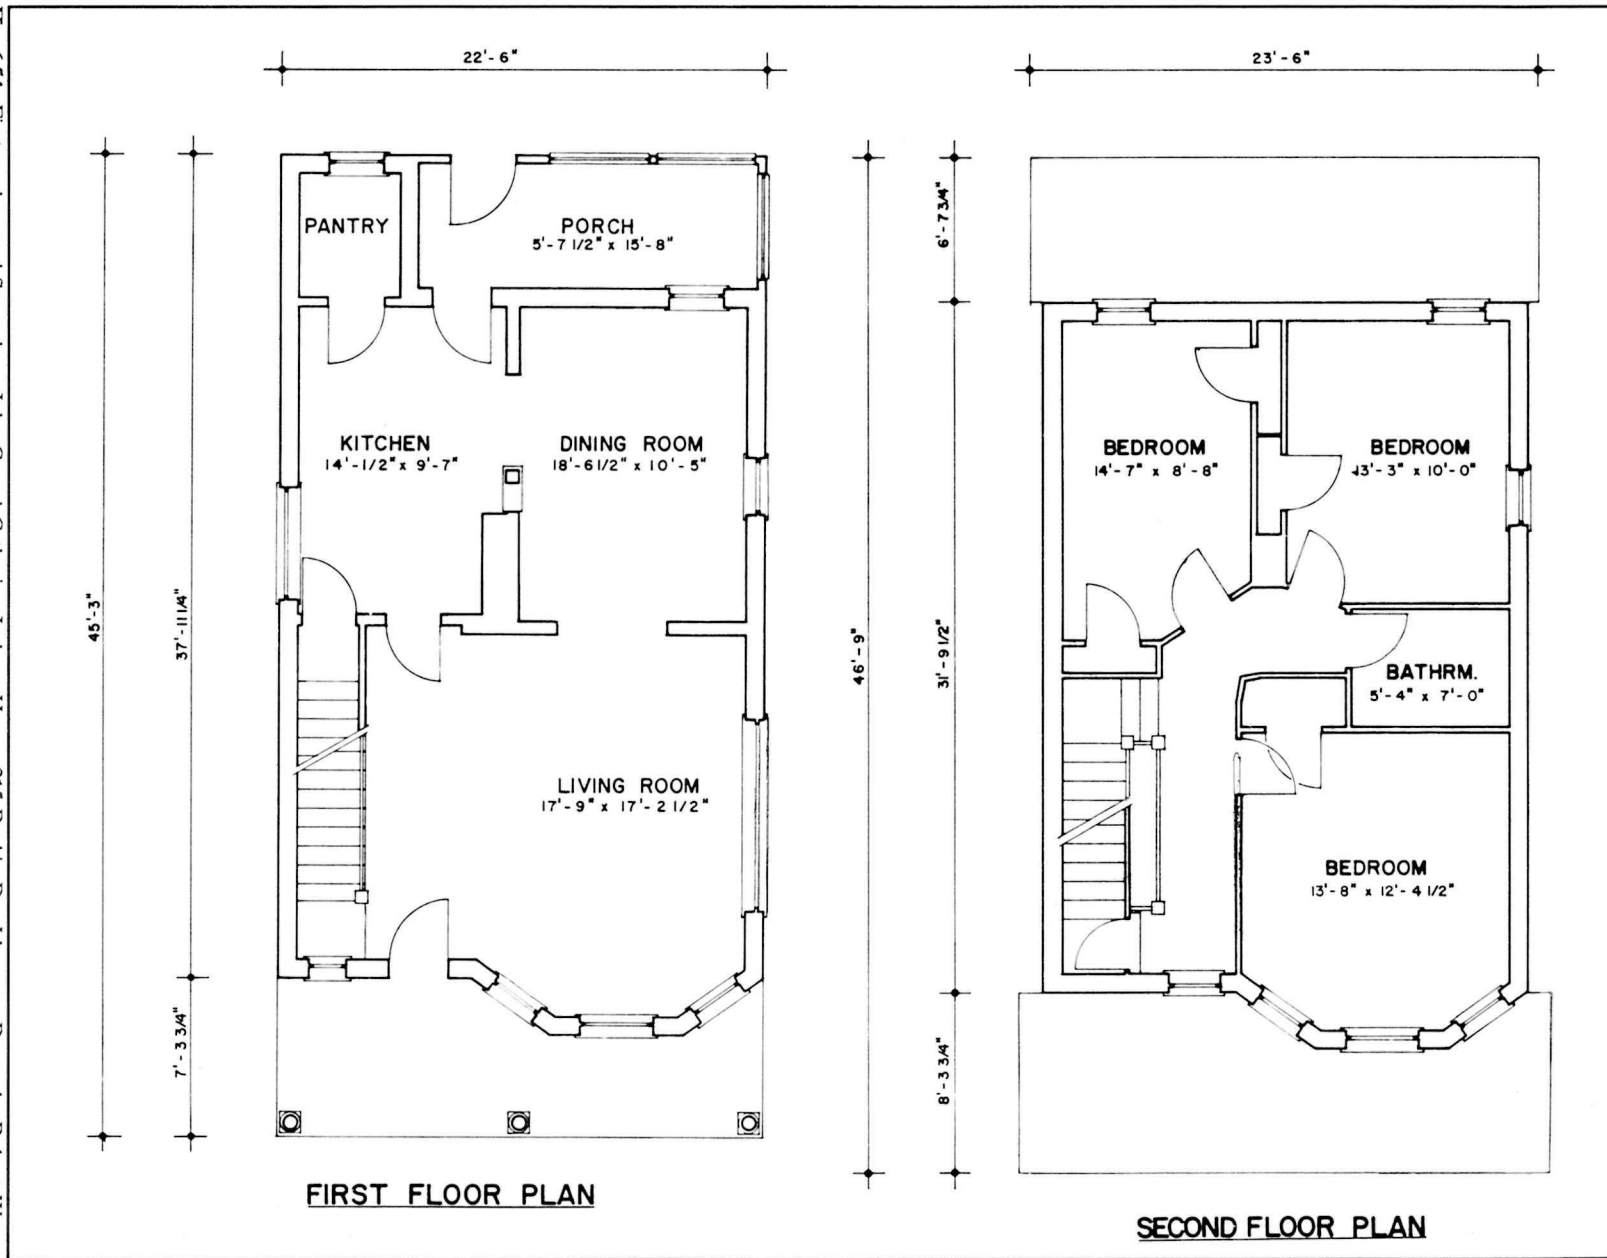 22'-6"
23'-6"
PANTRY
PORCH
5'-7 1/2" x 15'-8"
6'-7 3/4"
KITCHEN
14'-1/2" x 9'-7"
DINING ROOM
18'-6 1/2" x 10'-5"
BEDROOM
14'-7" x 8'-8"
BEDROOM
13'-3" x 10'-0"
45'-3"
37'-11 1/4"
46'-9"
31'-9 1/2"
BATHRM.
5'-4" x 7'-0"
LIVING ROOM
17'-9" x 17'-2 1/2"
BEDROOM
13'-8" x 12'-4 1/2"
7'-3 3/4"
8'-3 3/4"
FIRST FLOOR PLAN
SECOND FLOOR PLAN